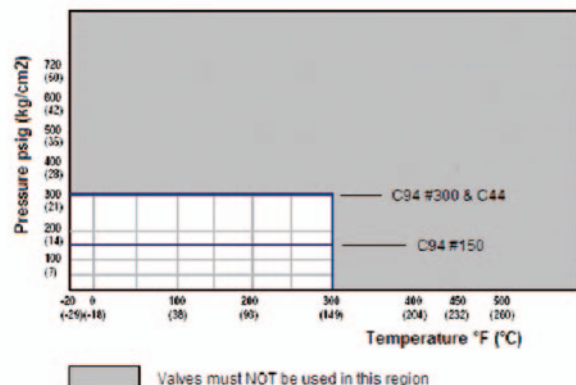 Pressure psig (kg/cm2)
720
(50)
600
(42)
500
(35)
400
(28)
300
(21)
200
(14)
100
(7)
C94 #300 & C44
C94 #150
-20 0 100 200 300 400 450 500
(-29)(-18) (38) (93) (149) (204) (232) (260)
Temperature °F (°C)
Valves must NOT be used in this region